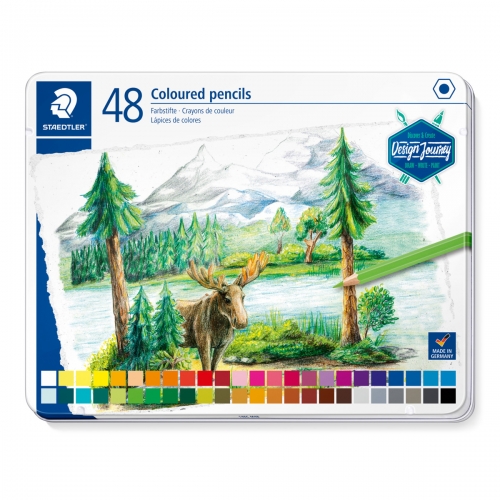 STAEDTLER
48 Coloured pencils
Farbstifte · Crayons de couleur
Lápices de colores
Design Journey
MADE IN
GERMANY